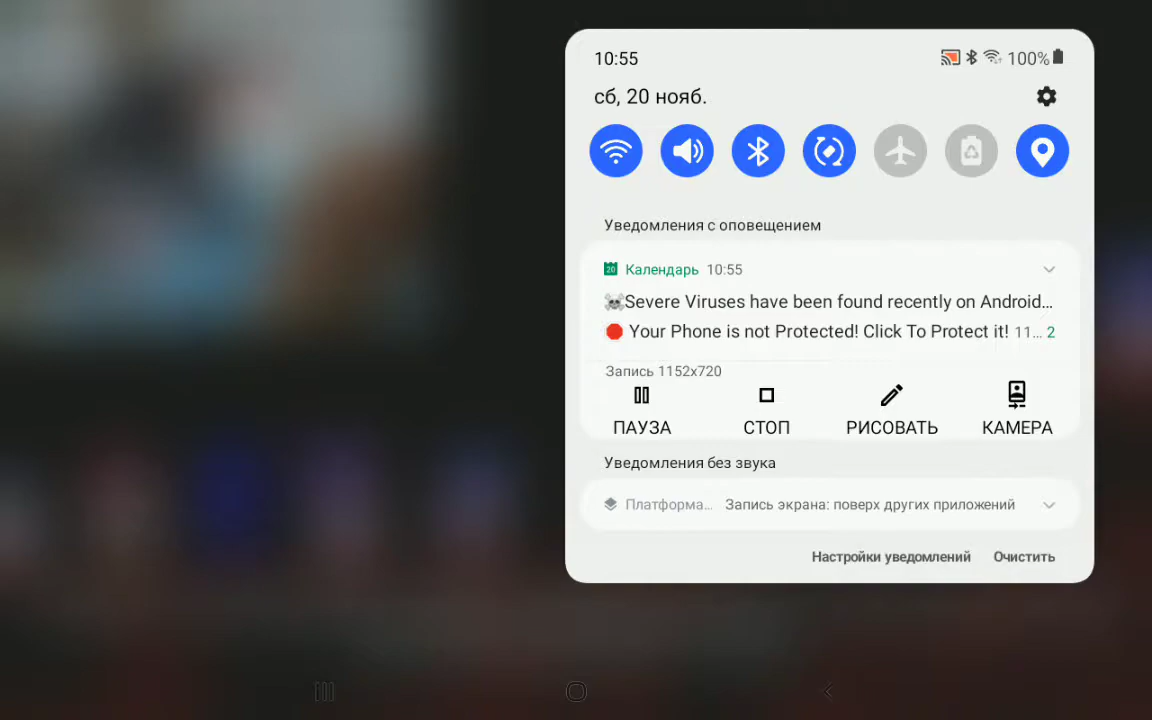 10:55 100%
сб, 20 нояб.
Уведомления с оповещением
20 Календарь 10:55
☠️Severe Viruses have been found recently on Android...
🛑 Your Phone is not Protected! Click To Protect it! 11... 2
Запись 1152x720
ПАУЗА СТОП РИСОВАТЬ КАМЕРА
Уведомления без звука
Платформа... Запись экрана: поверх других приложений
Настройки уведомлений Очистить